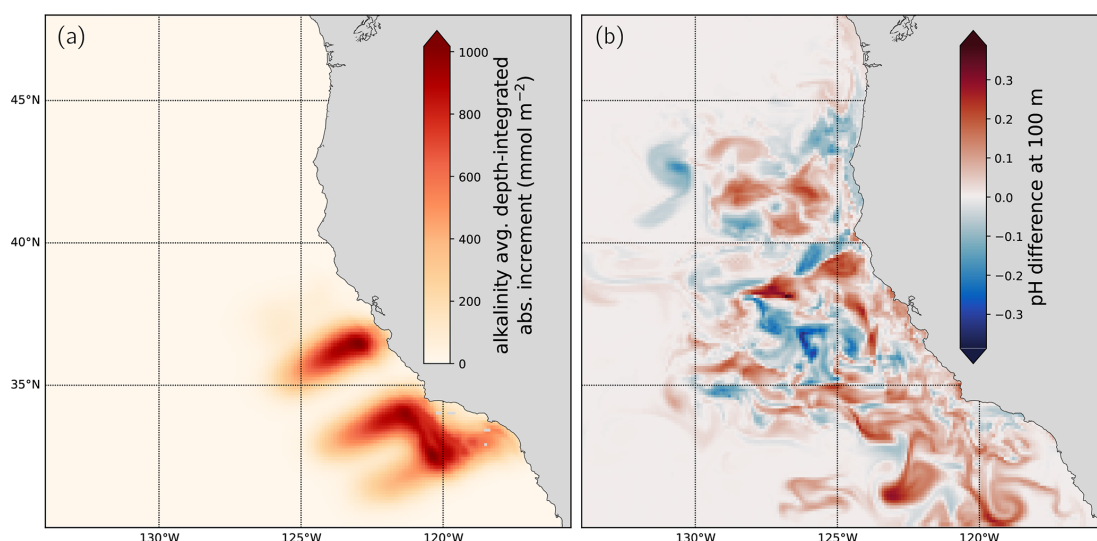 (a)
1000
800
600
400
200
0
alkalinity avg. depth-integrated
abs. increment (mmol m⁻²)
45°N
40°N
35°N
130°W
125°W
120°W
(b)
0.3
0.2
0.1
0.0
−0.1
−0.2
−0.3
pH difference at 100 m
130°W
125°W
120°W